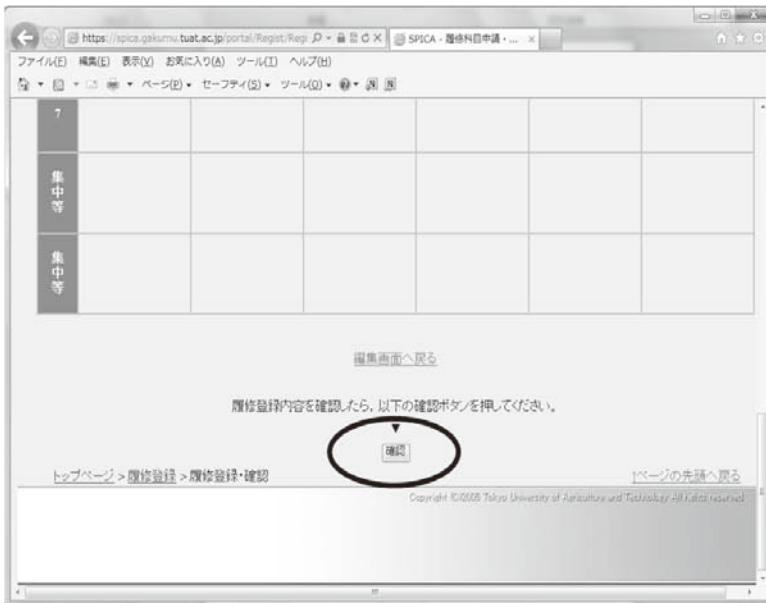 https://spica.gakumu.tuat.ac.jp/portal/Regist/Regi
SPICA - 履修科目申請・...
ファイル(F) 編集(E) 表示(V) お気に入り(A) ツール(T) ヘルプ(H)
ページ(P) セーフティ(S) ツール(O)
7
集中等
集中等
編集画面へ戻る
履修登録内容を確認したら、以下の確認ボタンを押してください。
▼
確認
トップページ > 履修登録 > 履修登録・確認
↑ページの先頭へ戻る
Copyright ©2005 Tokyo University of Agriculture and Technology All Rights reserved